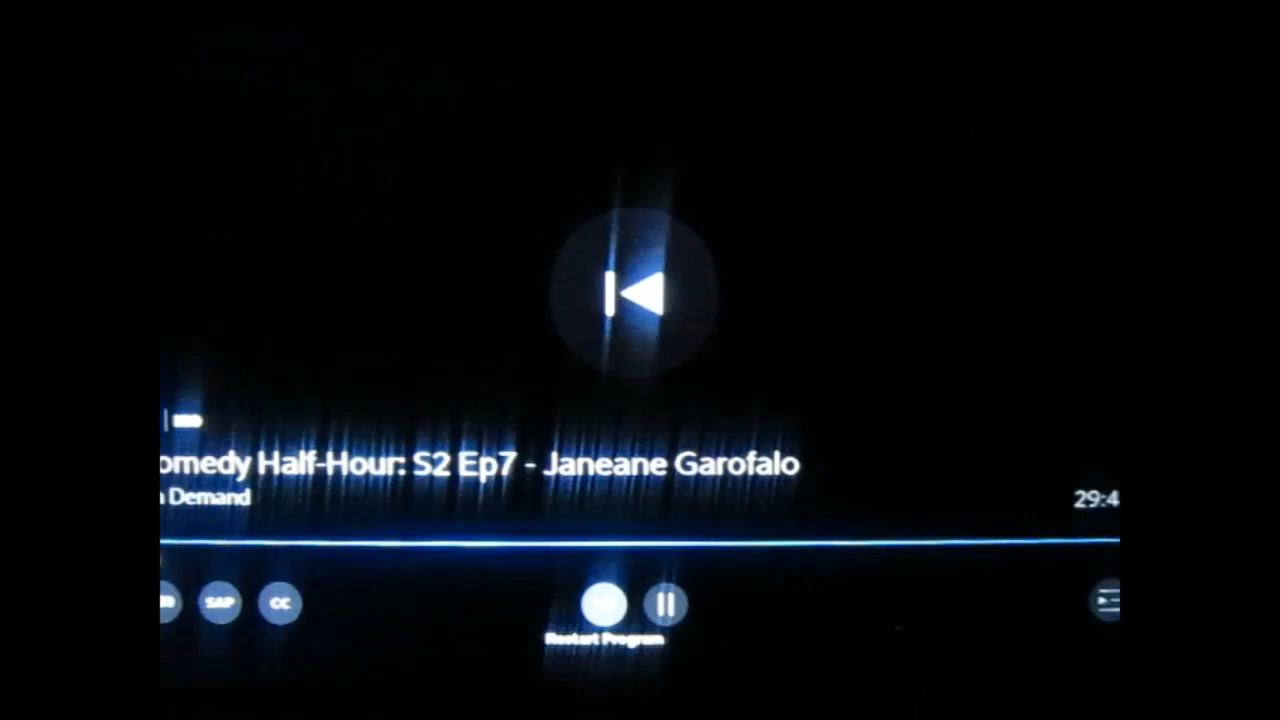 omedy Half-Hour: S2 Ep7 - Janeane Garofalo
n Demand
29:4
SAP
CC
Restart Program